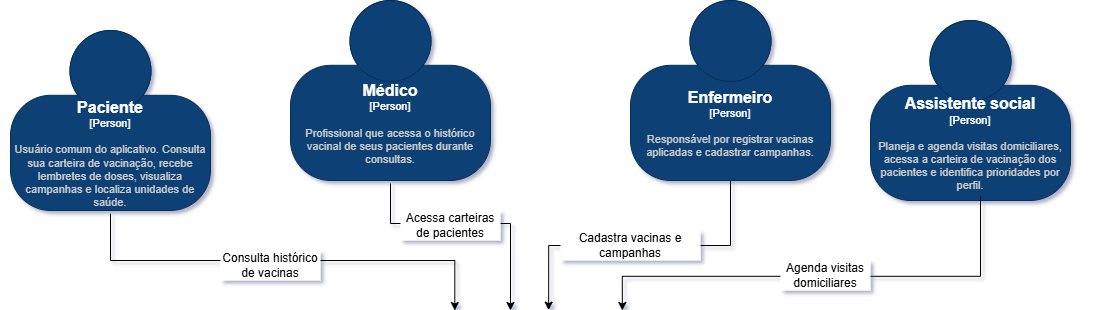 Paciente
[Person]
Usuário comum do aplicativo. Consulta
sua carteira de vacinação, recebe
lembretes de doses, visualiza
campanhas e localiza unidades de
saúde.
Médico
[Person]
Profissional que acessa o histórico
vacinal de seus pacientes durante
consultas.
Enfermeiro
[Person]
Responsável por registrar vacinas
aplicadas e cadastrar campanhas.
Assistente social
[Person]
Planeja e agenda visitas domiciliares,
acessa a carteira de vacinação dos
pacientes e identifica prioridades por
perfil.
Consulta histórico
de vacinas
Acessa carteiras
de pacientes
Cadastra vacinas e
campanhas
Agenda visitas
domiciliares